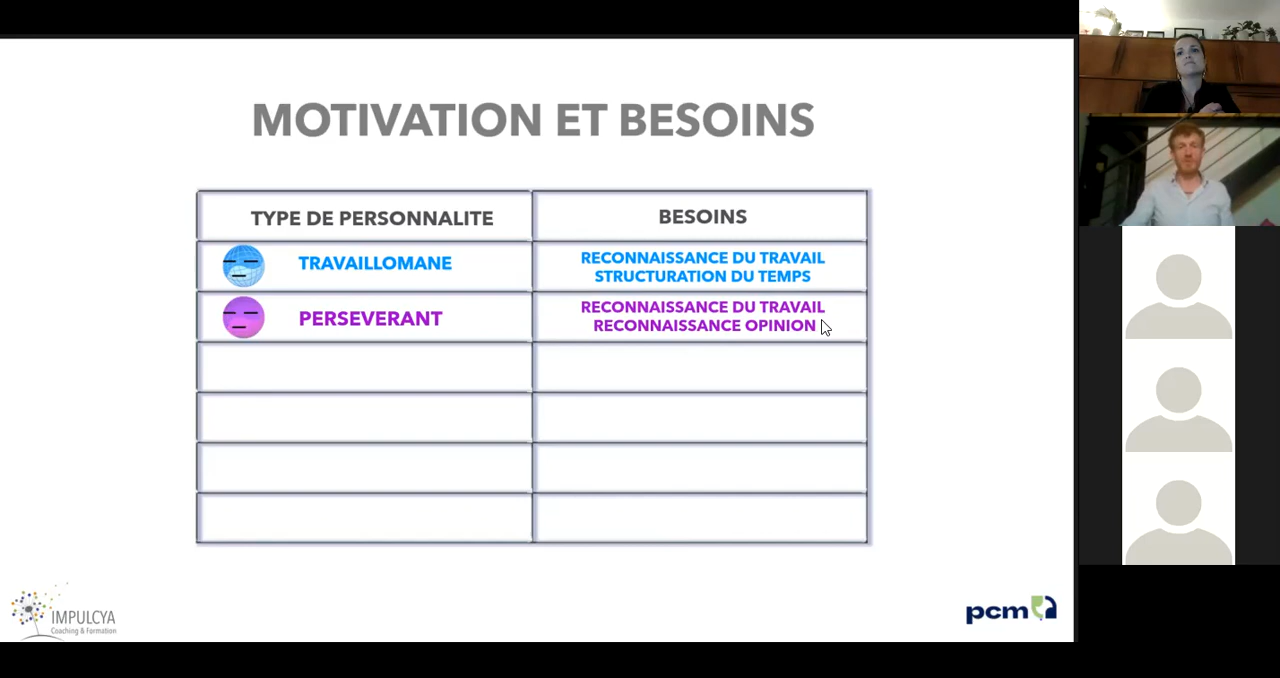 MOTIVATION ET BESOINS
TYPE DE PERSONNALITE
BESOINS
TRAVAILLOMANE
RECONNAISSANCE DU TRAVAIL
STRUCTURATION DU TEMPS
PERSEVERANT
RECONNAISSANCE DU TRAVAIL
RECONNAISSANCE OPINION
IMPULCYA
Coaching & Formation
pcm